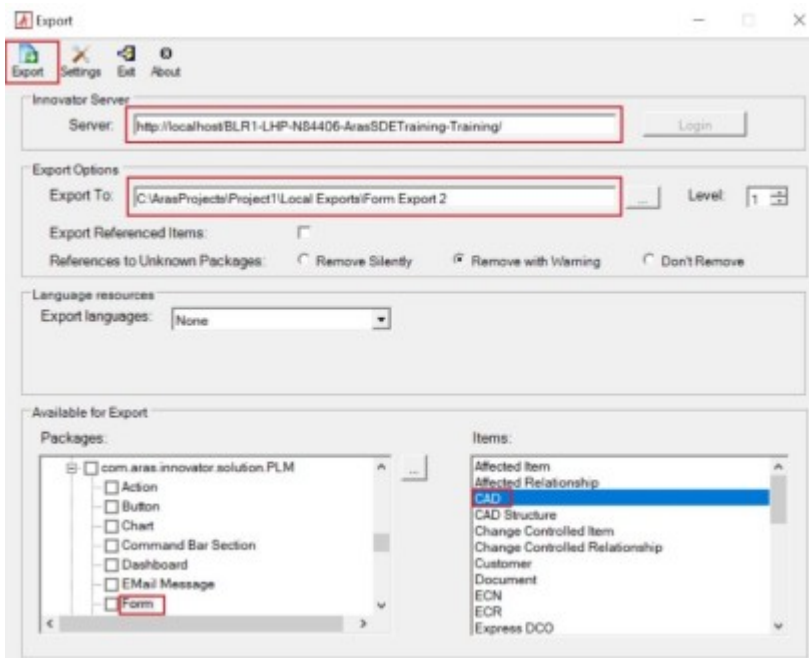 Export
Export Settings Exit About
Innovator Server
Server: http://localhost/BLR1-LHP-N84406-ArasSDETraining-Training/ Login
Export Options
Export To: C:\ArasProjects\Project1\Local Exports\Form Export 2 ... Level: 1
Export Referenced Items:
References to Unknown Packages: Remove Silently Remove with Warning Don't Remove
Language resources
Export languages: None
Available for Export
Packages:
com.aras.innovator.solution.PLM
Action
Button
Chart
Command Bar Section
Dashboard
EMail Message
Form
...
Items:
Affected Item
Affected Relationship
CAD
CAD Structure
Change Controlled Item
Change Controlled Relationship
Customer
Document
ECN
ECR
Express DCO